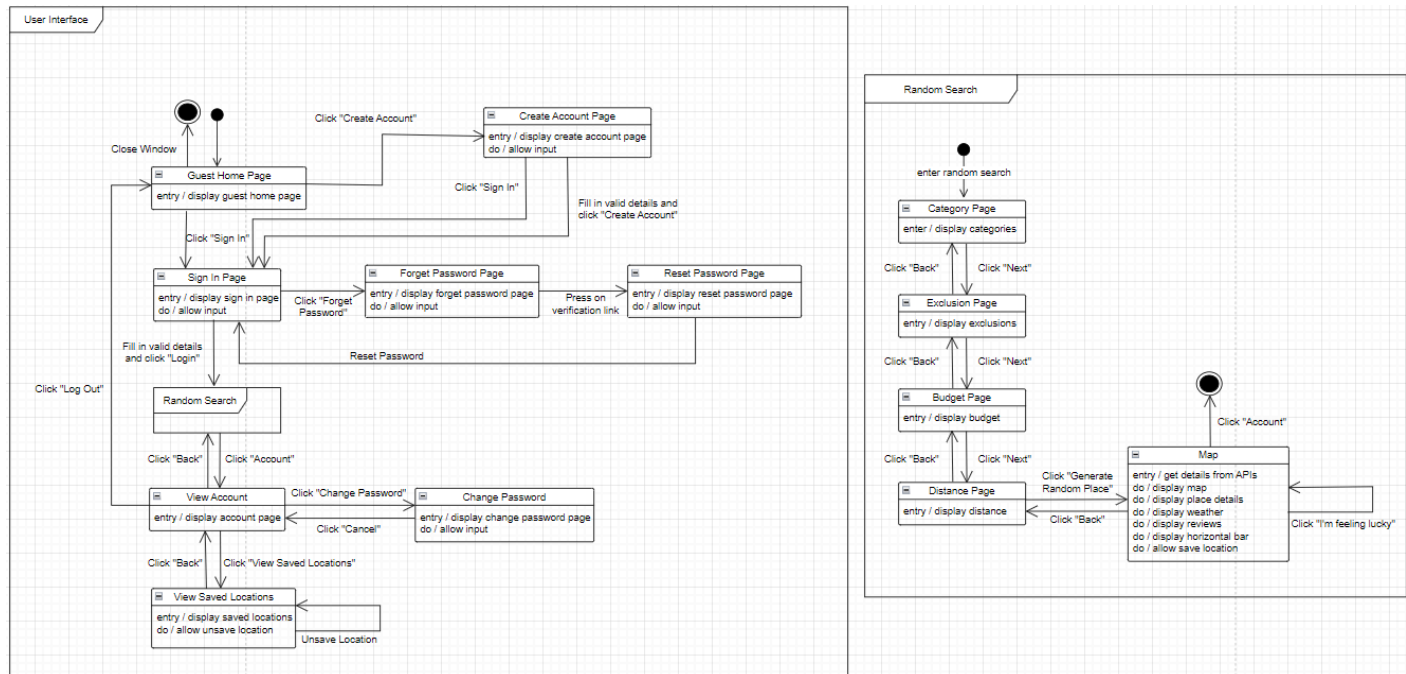 User Interface
Click "Create Account"
Create Account Page
entry / display create account page
do / allow input
Close Window
Guest Home Page
entry / display guest home page
Click "Sign In"
Fill in valid details and
click "Create Account"
Click "Sign In"
Sign In Page
entry / display sign in page
do / allow input
Click "Forget
Password"
Forget Password Page
entry / display forget password page
do / allow input
Press on
verification link
Reset Password Page
entry / display reset password page
do / allow input
Fill in valid details
and click "Login"
Reset Password
Click "Log Out"
Random Search
Click "Back"
Click "Account"
View Account
entry / display account page
Click "Change Password"
Click "Cancel"
Change Password
entry / display change password page
do / allow input
Click "Back"
Click "View Saved Locations"
View Saved Locations
entry / display saved locations
do / allow unsave location
Unsave Location
Random Search
enter random search
Category Page
enter / display categories
Click "Back"
Click "Next"
Exclusion Page
entry / display exclusions
Click "Back"
Click "Next"
Budget Page
entry / display budget
Click "Back"
Click "Next"
Distance Page
entry / display distance
Click "Generate
Random Place"
Click "Back"
Click "Account"
Map
entry / get details from APIs
do / display map
do / display place details
do / display weather
do / display reviews
do / display horizontal bar
do / allow save location
Click "I'm feeling lucky"